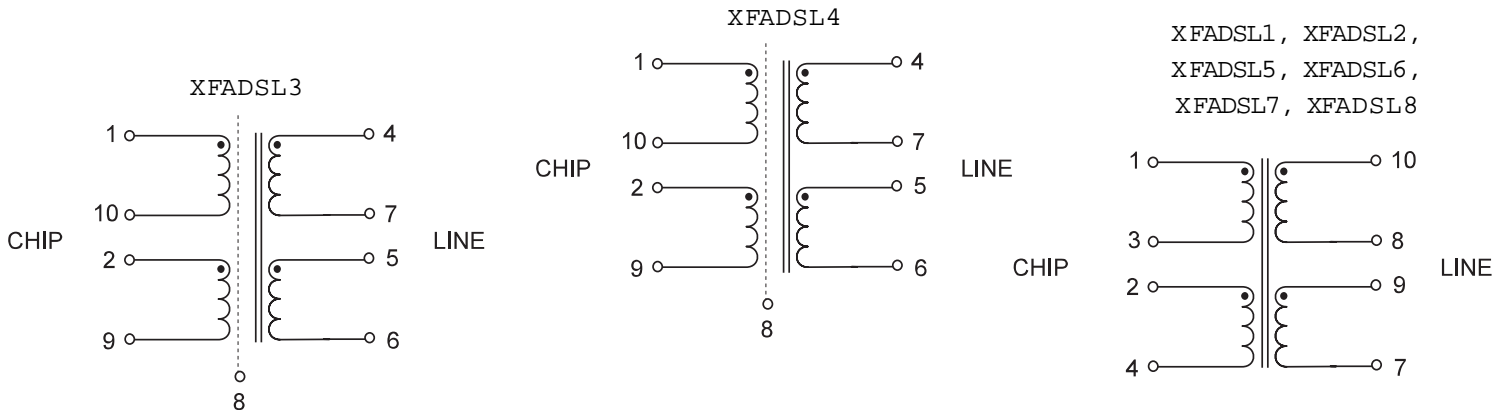 XFADSL3
1
4
10
7
CHIP
LINE
2
5
9
6
8
XFADSL4
1
4
10
7
CHIP
LINE
2
5
9
6
8
XFADSL1, XFADSL2,
XFADSL5, XFADSL6,
XFADSL7, XFADSL8
1
10
3
8
CHIP
LINE
2
9
4
7